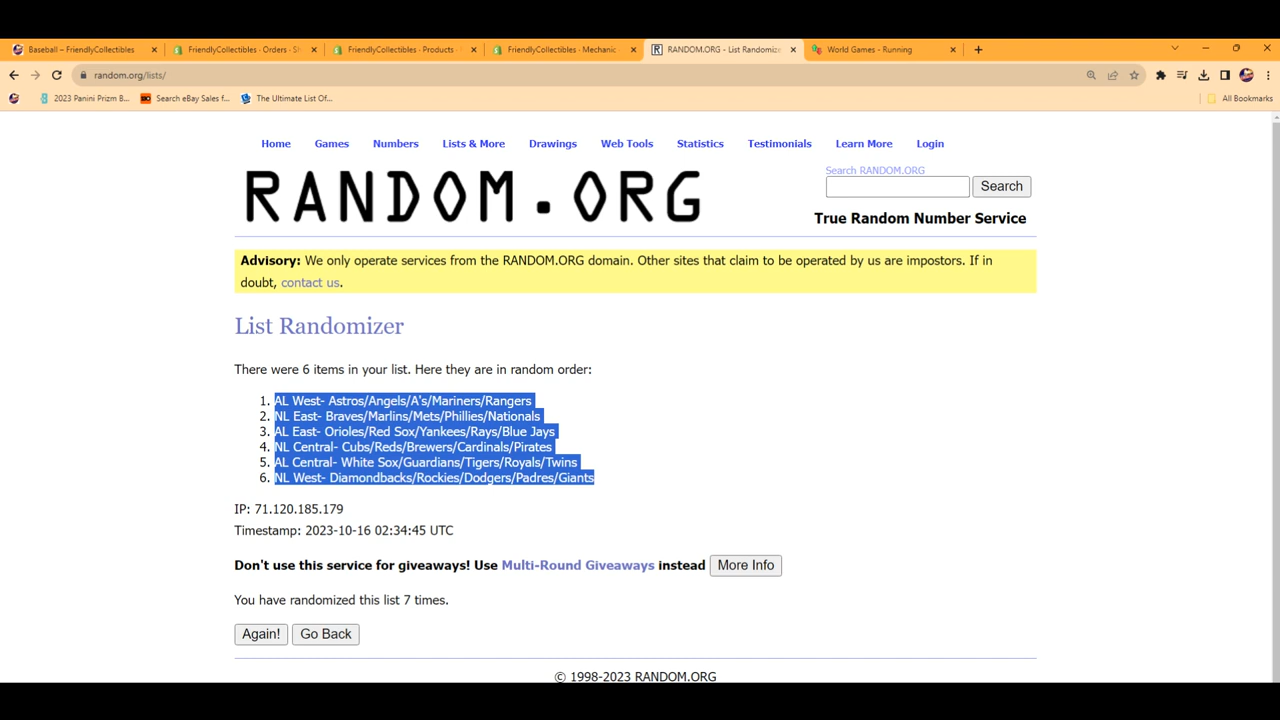 Baseball – FriendlyCollectibles
FriendlyCollectibles · Orders · S
FriendlyCollectibles · Products ·
FriendlyCollectibles · Mechanic
RANDOM.ORG - List Randomize
World Games - Running
random.org/lists/
2023 Panini Prizm B...
Search eBay Sales f...
The Ultimate List Of...
All Bookmarks
Home Games Numbers Lists & More Drawings Web Tools Statistics Testimonials Learn More Login
RANDOM.ORG
Search RANDOM.ORG
Search
True Random Number Service
Advisory: We only operate services from the RANDOM.ORG domain. Other sites that claim to be operated by us are impostors. If in
doubt, contact us.
List Randomizer
There were 6 items in your list. Here they are in random order:
1. AL West- Astros/Angels/A's/Mariners/Rangers
2. NL East- Braves/Marlins/Mets/Phillies/Nationals
3. AL East- Orioles/Red Sox/Yankees/Rays/Blue Jays
4. NL Central- Cubs/Reds/Brewers/Cardinals/Pirates
5. AL Central- White Sox/Guardians/Tigers/Royals/Twins
6. NL West- Diamondbacks/Rockies/Dodgers/Padres/Giants
IP: 71.120.185.179
Timestamp: 2023-10-16 02:34:45 UTC
Don't use this service for giveaways! Use Multi-Round Giveaways instead More Info
You have randomized this list 7 times.
Again! Go Back
© 1998-2023 RANDOM.ORG